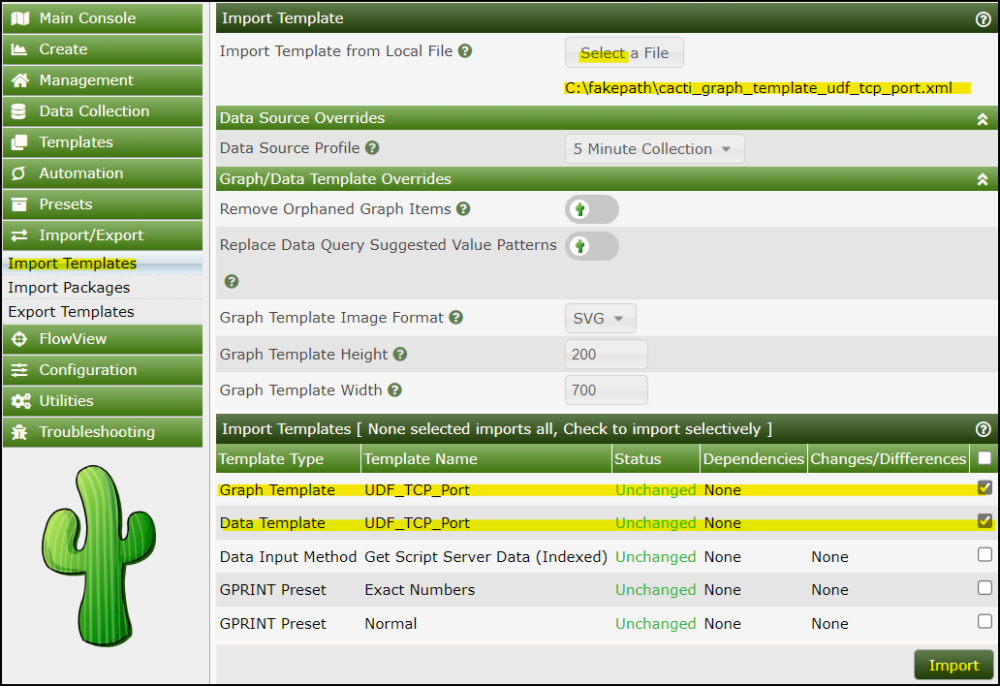 Main Console
Create
Management
Data Collection
Templates
Automation
Presets
Import/Export
Import Templates
Import Packages
Export Templates
FlowView
Configuration
Utilities
Troubleshooting
Import Template
Import Template from Local File
Select a File
C:\fakepath\cacti_graph_template_udf_tcp_port.xml
Data Source Overrides
Data Source Profile 5 Minute Collection
Graph/Data Template Overrides
Remove Orphaned Graph Items
Replace Data Query Suggested Value Patterns
Graph Template Image Format SVG
Graph Template Height 200
Graph Template Width 700
Import Templates [ None selected imports all, Check to import selectively ]
Template Type Template Name Status Dependencies Changes/Diffferences
Graph Template UDF_TCP_Port Unchanged None
Data Template UDF_TCP_Port Unchanged None
Data Input Method Get Script Server Data (Indexed) Unchanged None None
GPRINT Preset Exact Numbers Unchanged None None
GPRINT Preset Normal Unchanged None None
Import